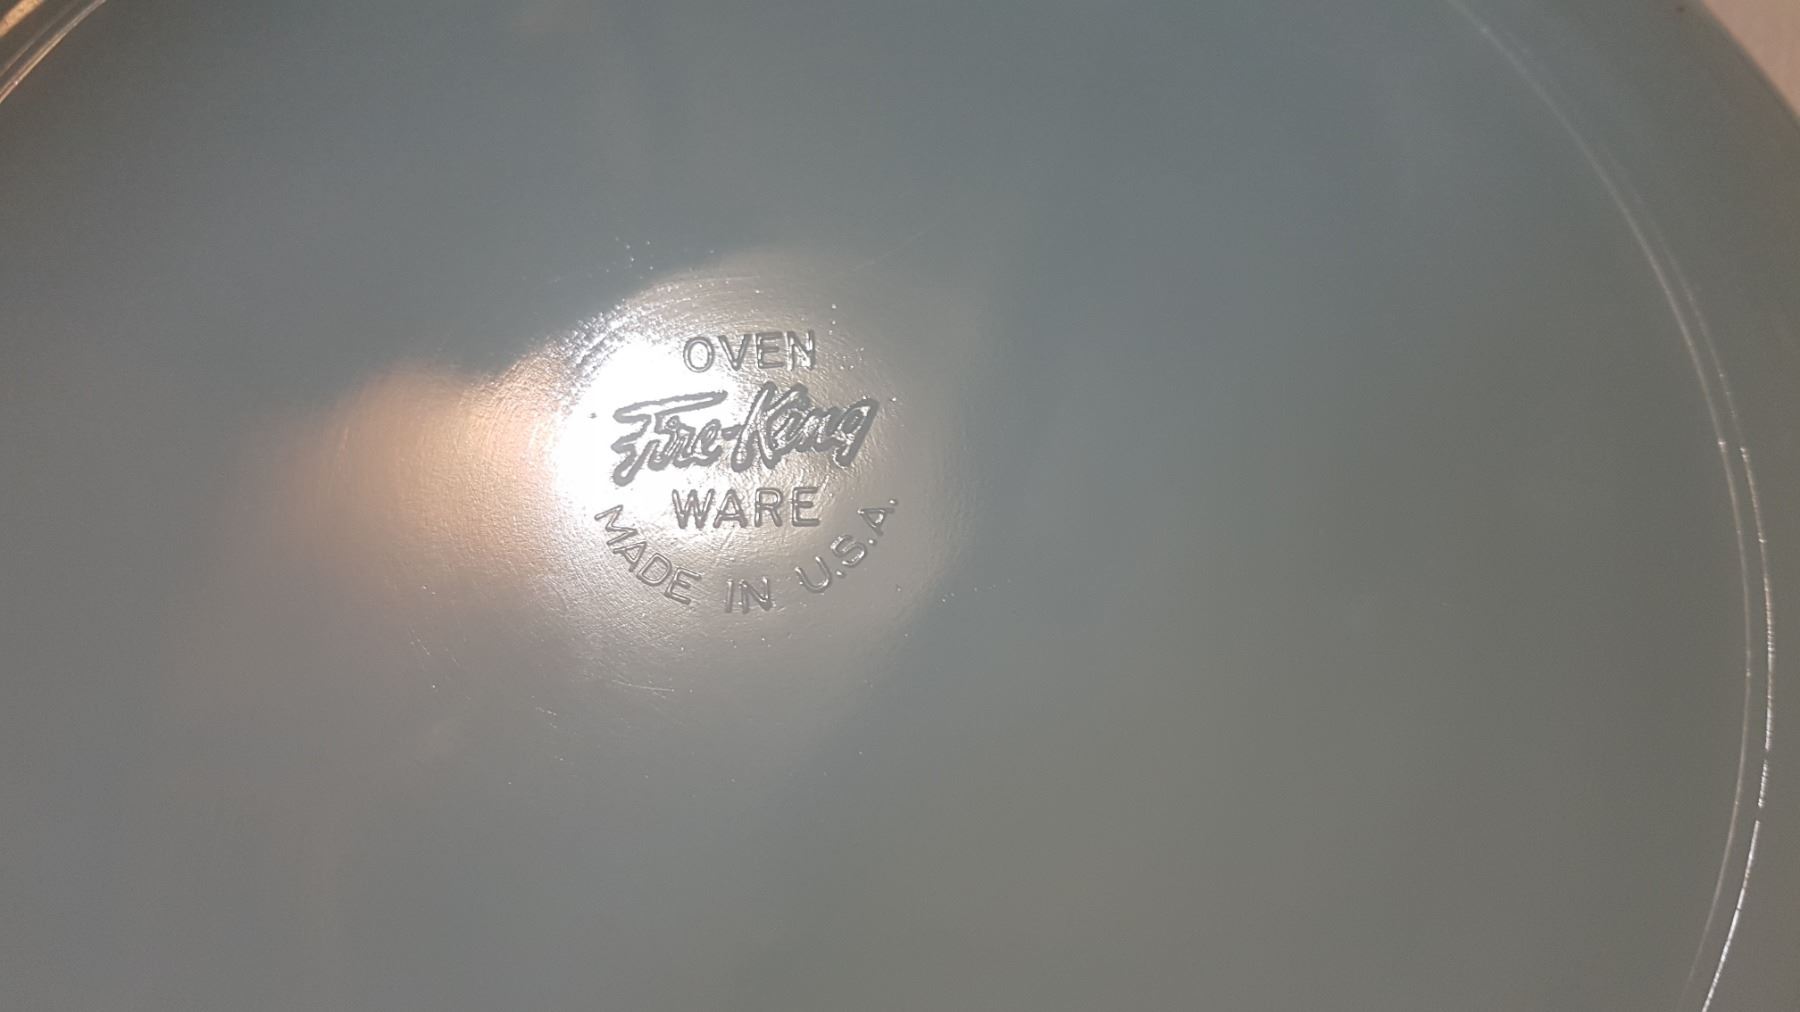 OVEN
Fire-King
WARE
MADE IN U.S.A.